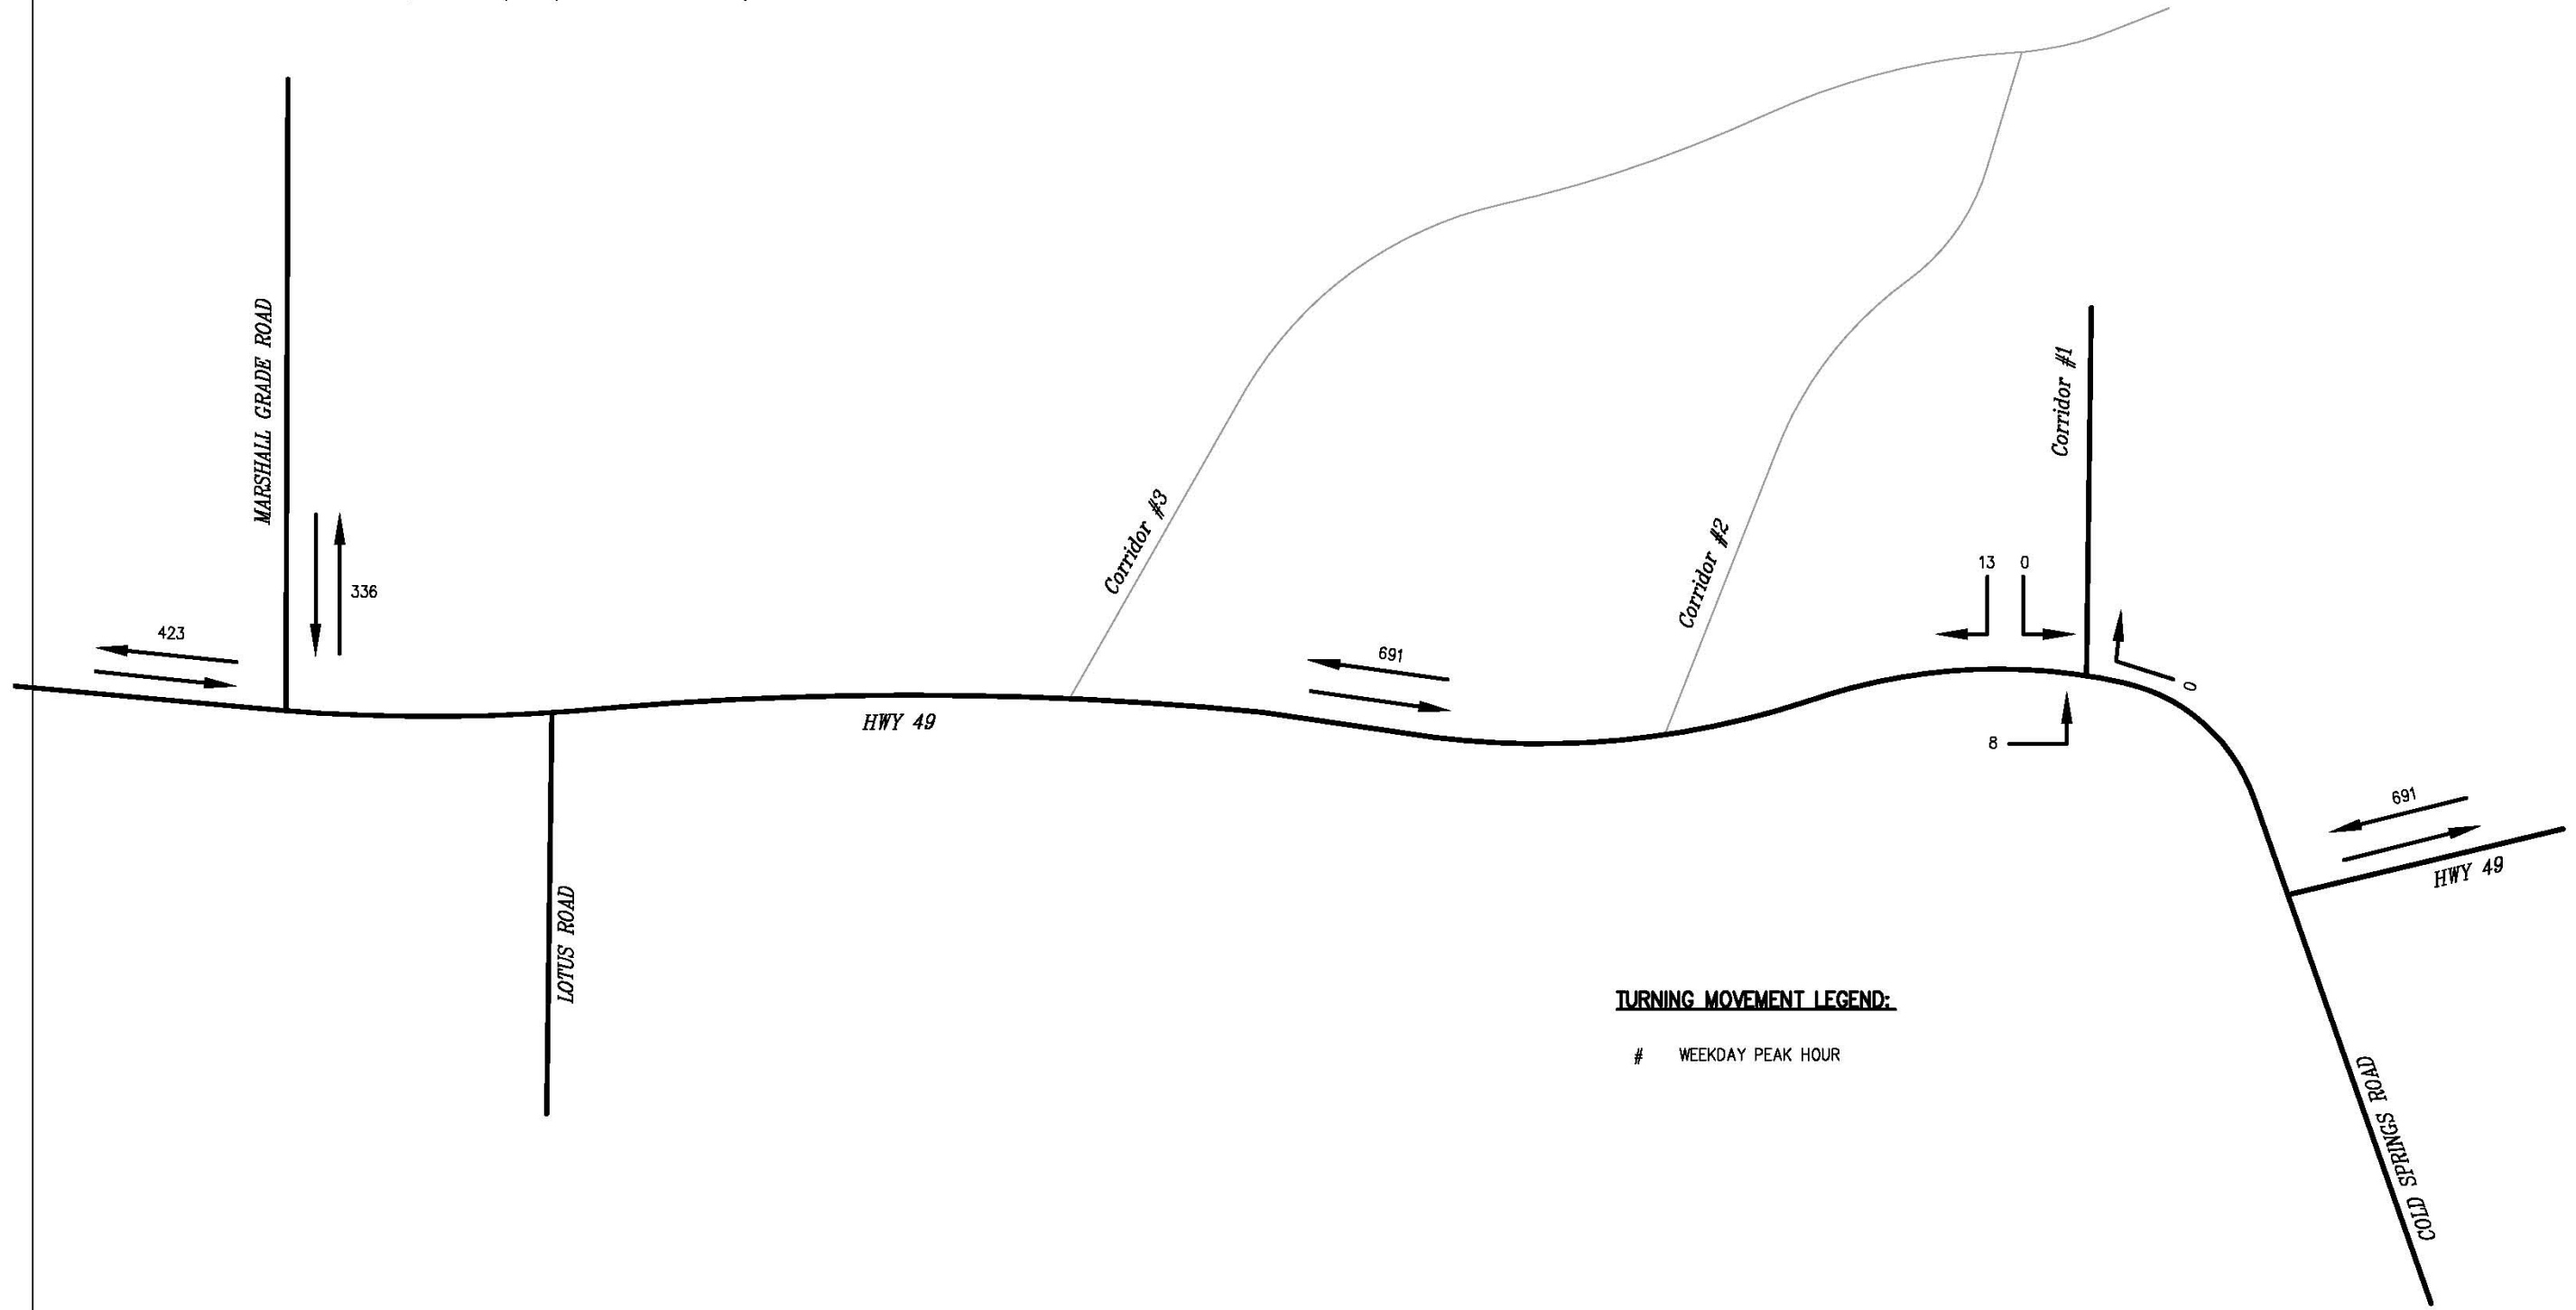 MARSHALL GRADE ROAD
336
423
Corridor #3
691
Corridor #2
Corridor #1
13
0
0
8
HWY 49
691
HWY 49
LOTUS ROAD
TURNING MOVEMENT LEGEND:
# WEEKDAY PEAK HOUR
COLD SPRINGS ROAD